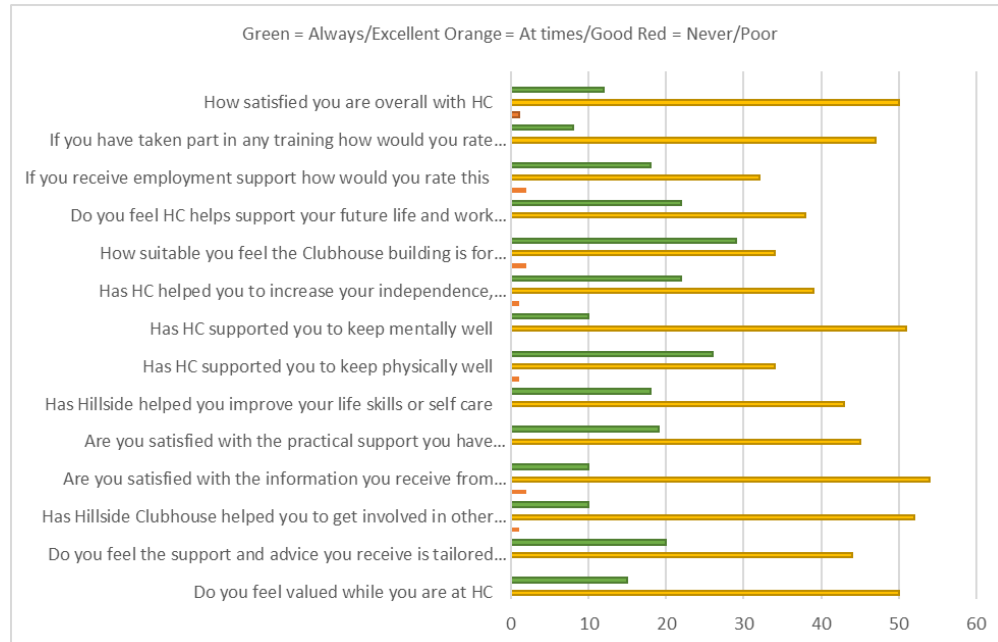 Green = Always/Excellent Orange = At times/Good Red = Never/Poor
How satisfied you are overall with HC
If you have taken part in any training how would you rate…
If you receive employment support how would you rate this
Do you feel HC helps support your future life and work…
How suitable you feel the Clubhouse building is for…
Has HC helped you to increase your independence,…
Has HC supported you to keep mentally well
Has HC supported you to keep physically well
Has Hillside helped you improve your life skills or self care
Are you satisfied with the practical support you have…
Are you satisfied with the information you receive from…
Has Hillside Clubhouse helped you to get involved in other…
Do you feel the support and advice you receive is tailored…
Do you feel valued while you are at HC
0 10 20 30 40 50 60